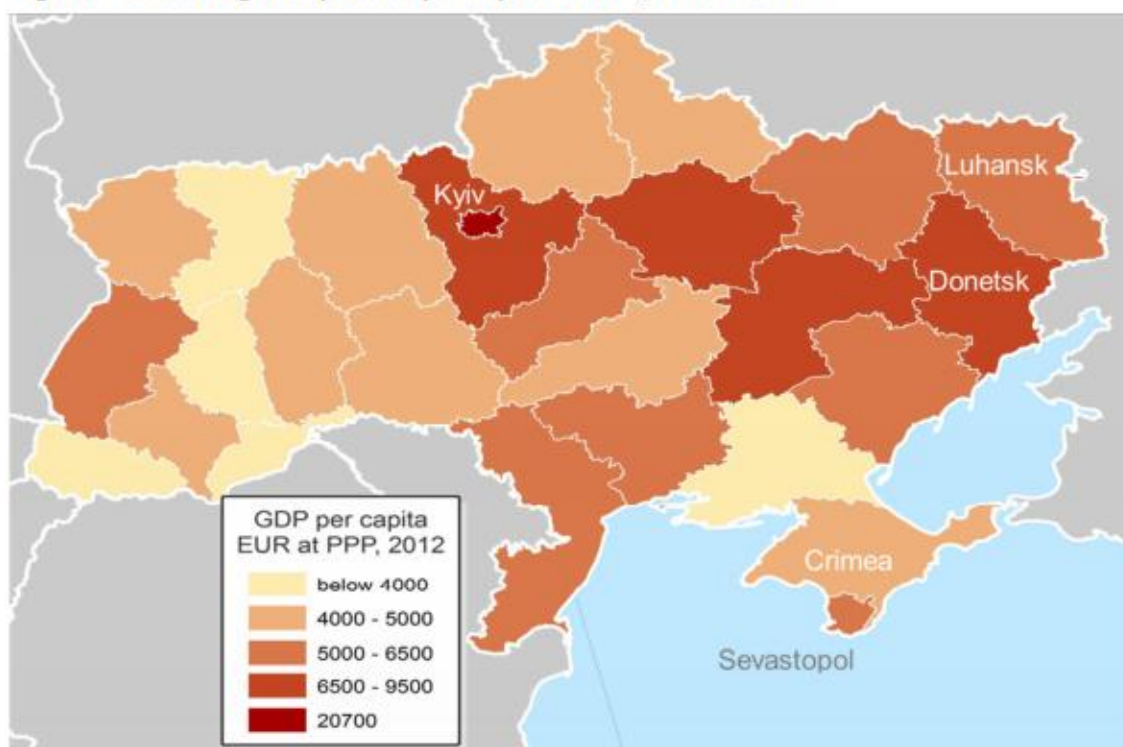 Kyiv
Luhansk
Donetsk
Crimea
Sevastopol
GDP per capita
EUR at PPP, 2012
below 4000
4000 - 5000
5000 - 6500
6500 - 9500
20700